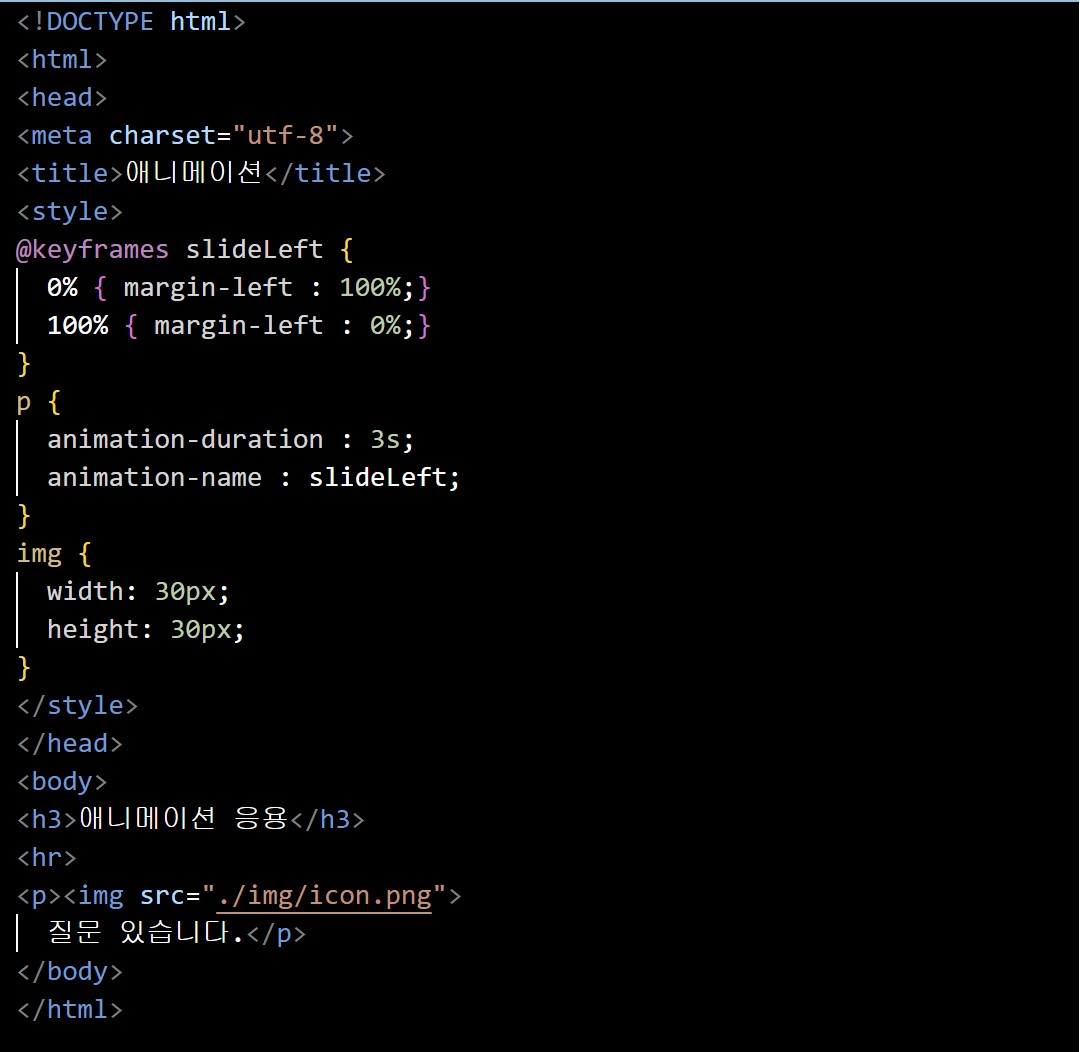 <!DOCTYPE html>
<html>
<head>
<meta charset="utf-8">
<title>애니메이션</title>
<style>
@keyframes slideLeft {
  0% { margin-left : 100%;}
  100% { margin-left : 0%;}
}
p {
  animation-duration : 3s;
  animation-name : slideLeft;
}
img {
  width: 30px;
  height: 30px;
}
</style>
</head>
<body>
<h3>애니메이션 응용</h3>
<hr>
<p><img src="./img/icon.png">
  질문 있습니다.</p>
</body>
</html>